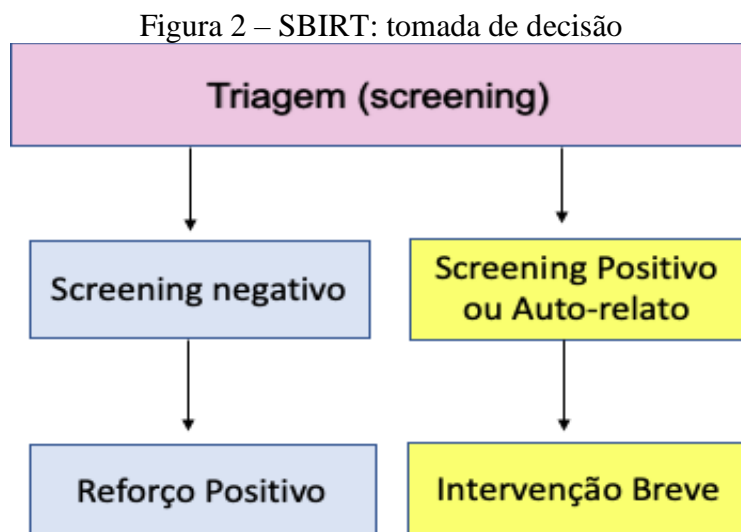 Figura 2 – SBIRT: tomada de decisão
Triagem (screening)
Screening negativo
Screening Positivo
ou Auto-relato
Reforço Positivo
Intervenção Breve